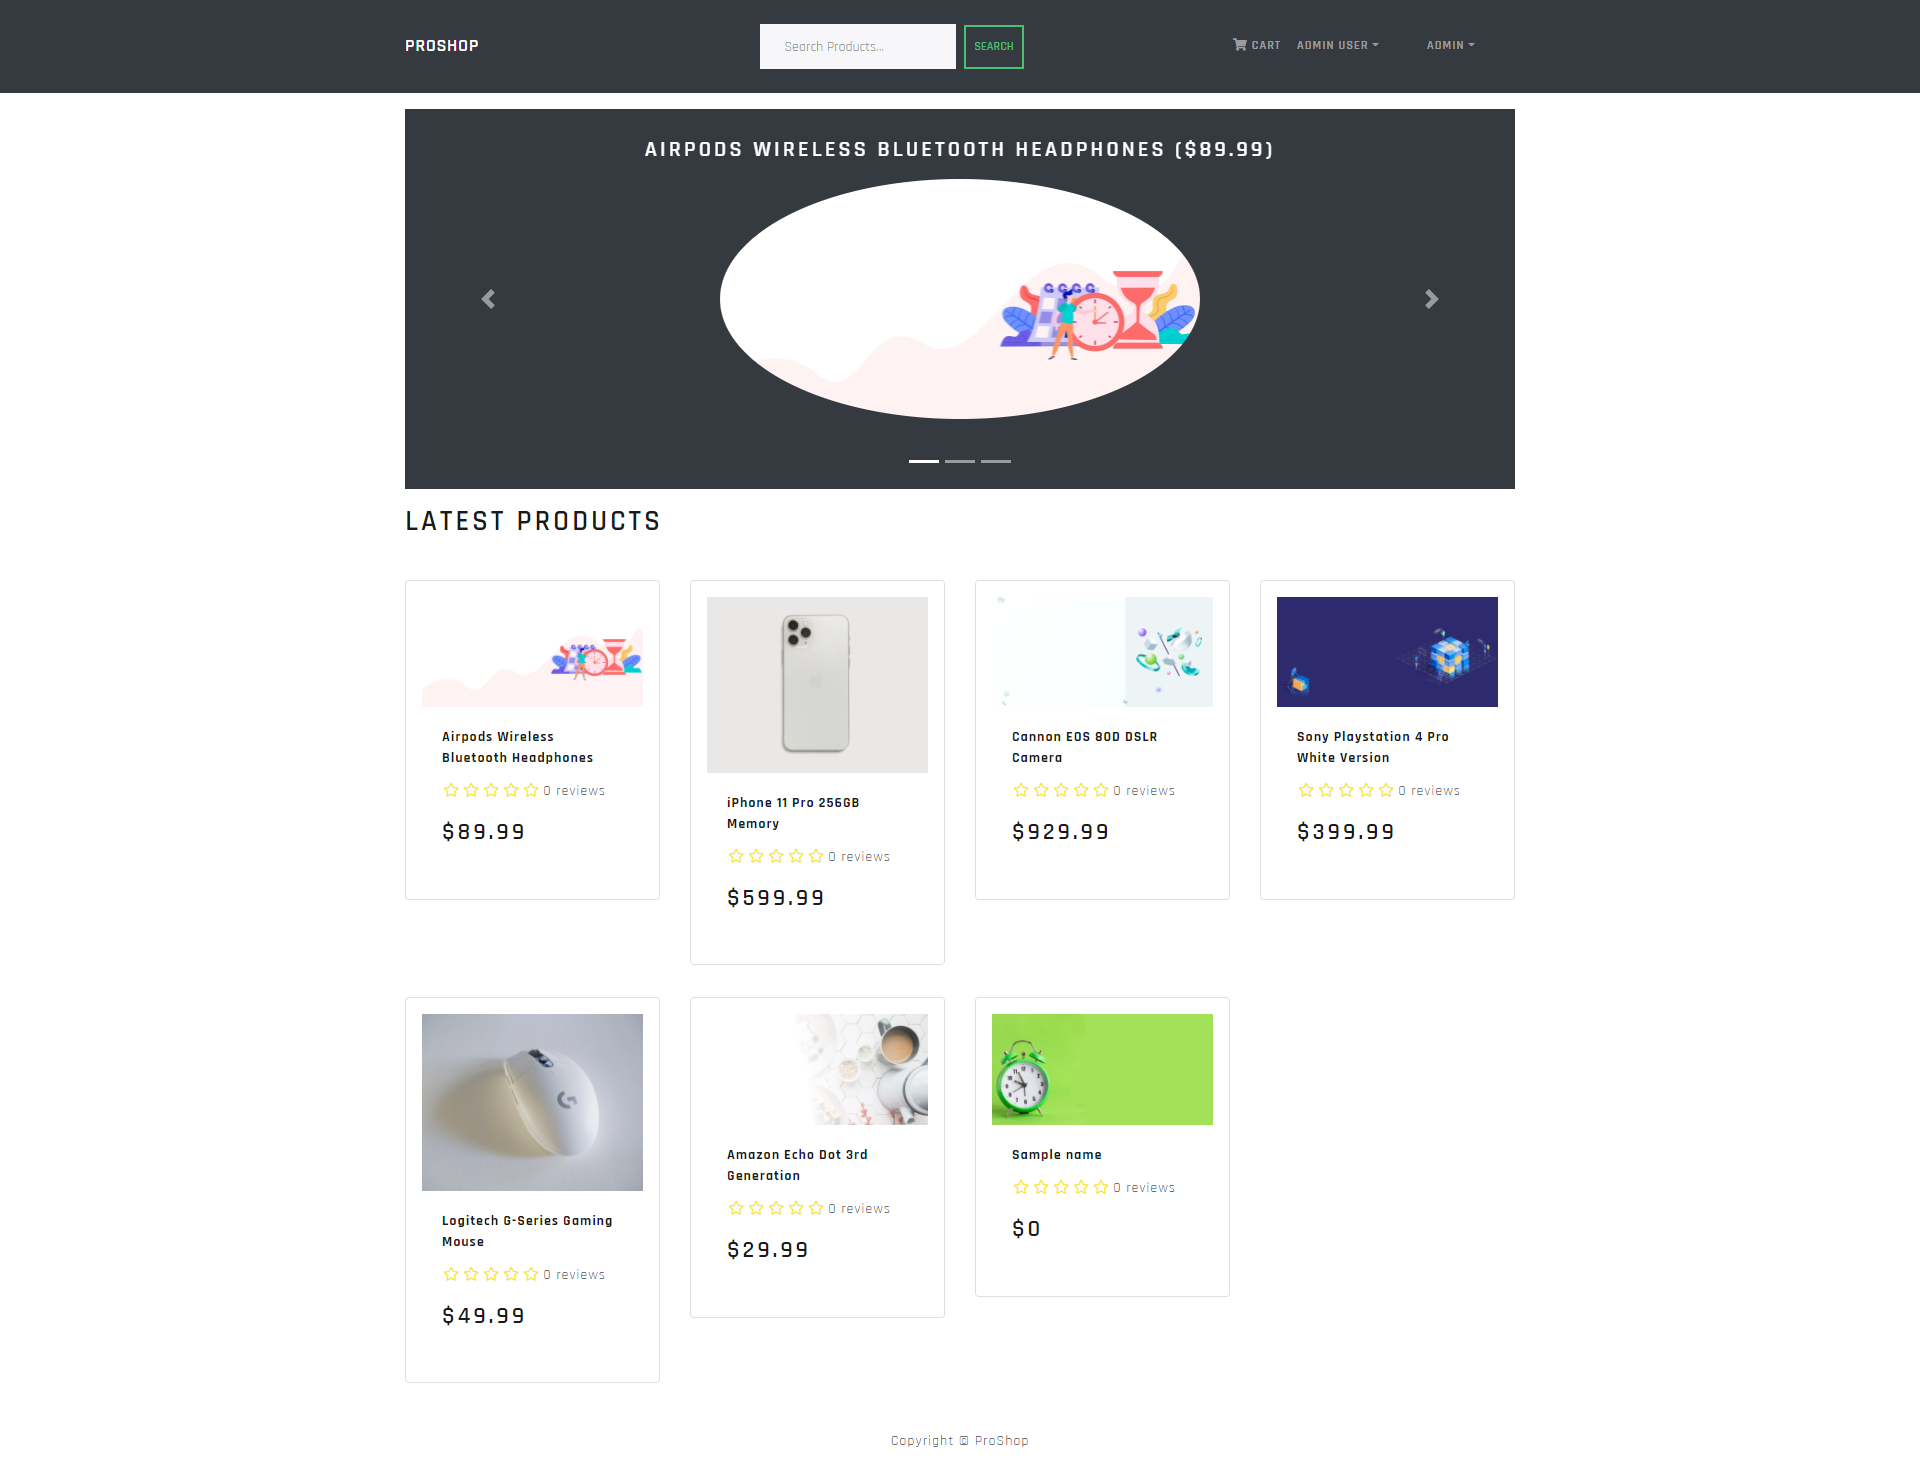 PROSHOP
Search Products...
SEARCH
CART
ADMIN USER
ADMIN
AIRPODS WIRELESS BLUETOOTH HEADPHONES ($89.99)
LATEST PRODUCTS
Airpods Wireless
Bluetooth Headphones
0 reviews
$89.99
iPhone 11 Pro 256GB
Memory
0 reviews
$599.99
Cannon EOS 80D DSLR
Camera
0 reviews
$929.99
Sony Playstation 4 Pro
White Version
0 reviews
$399.99
Logitech G-Series Gaming
Mouse
0 reviews
$49.99
Amazon Echo Dot 3rd
Generation
0 reviews
$29.99
Sample name
0 reviews
$0
Copyright © ProShop